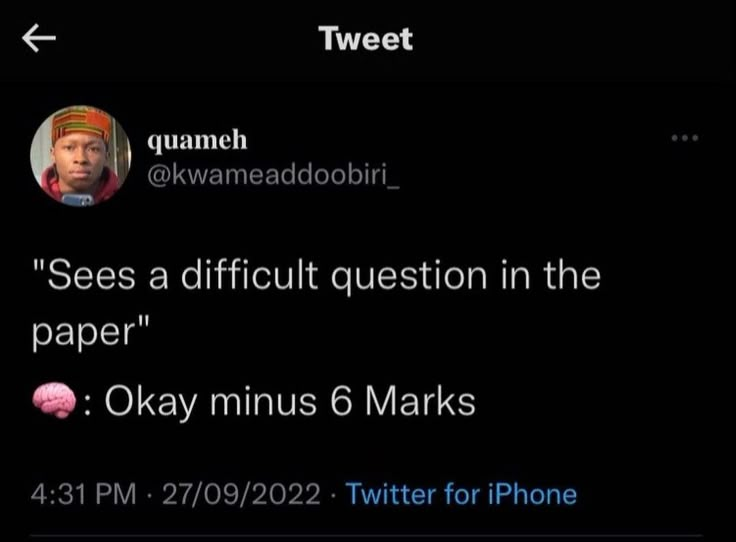 Tweet
quameh
@kwameaddoobiri_
"Sees a difficult question in the
paper"
🧠: Okay minus 6 Marks
4:31 PM · 27/09/2022 · Twitter for iPhone